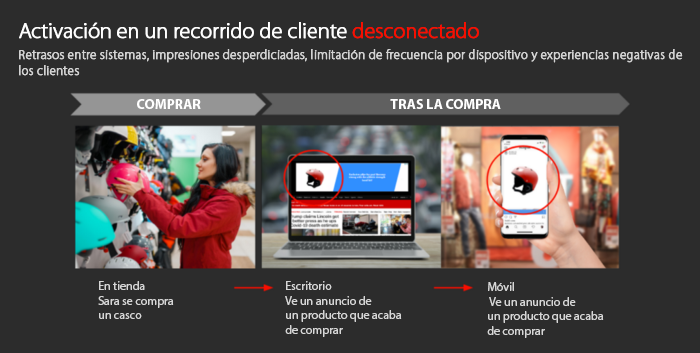 Activación en un recorrido de cliente desconectado
Retrasos entre sistemas, impresiones desperdiciadas, limitación de frecuencia por dispositivo y experiencias negativas de
los clientes
COMPRAR
TRAS LA COMPRA
En tienda
Sara se compra
un casco
Escritorio
Ve un anuncio de
un producto que acaba
de comprar
Móvil
Ve un anuncio de
un producto que acaba
de comprar